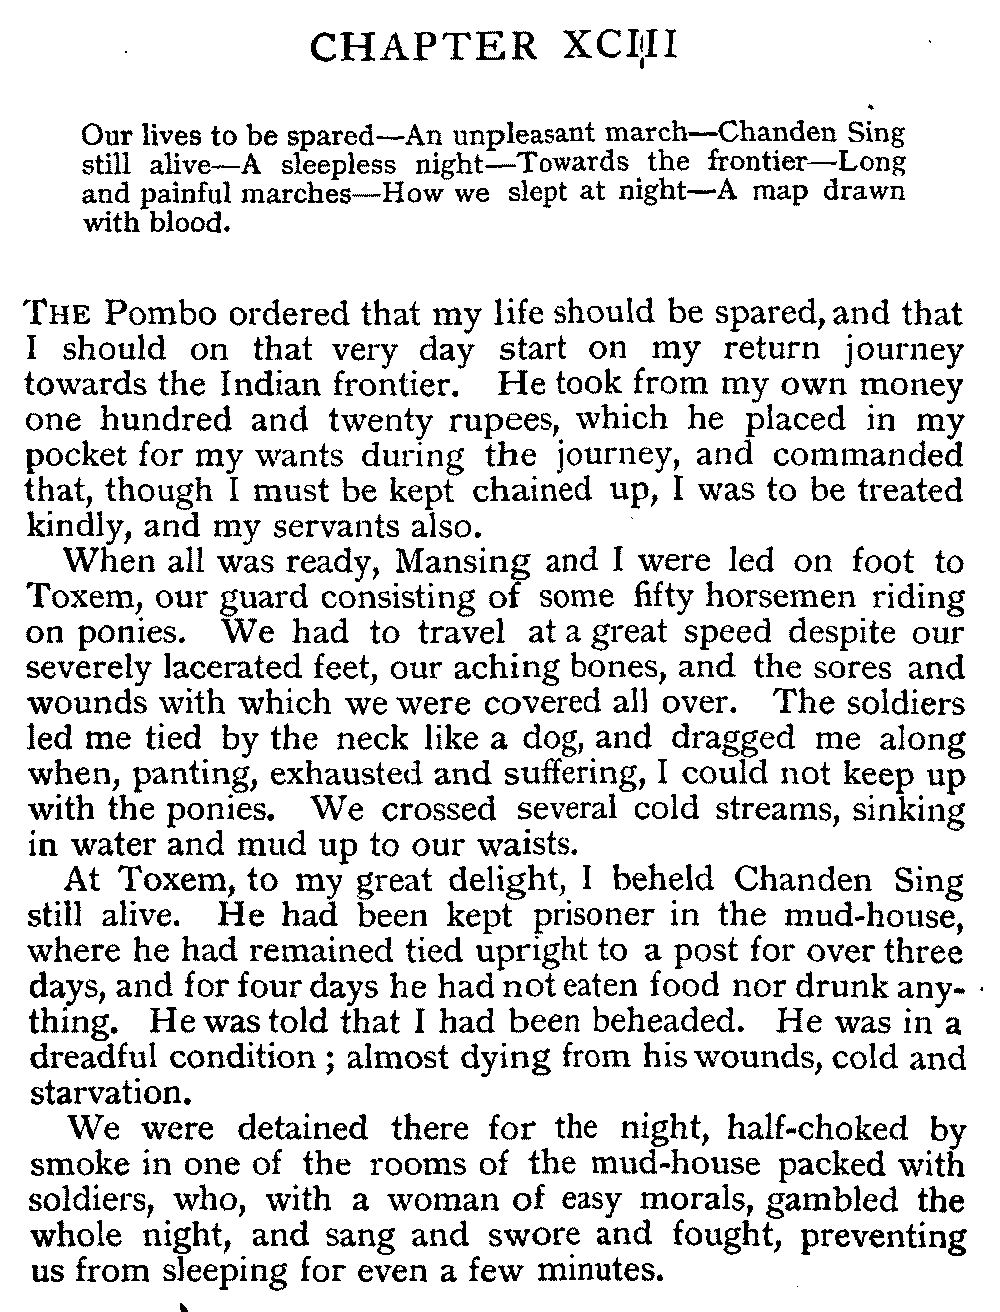 CHAPTER XCIII
Our lives to be spared—An unpleasant march—Chanden Sing
still alive—A sleepless night—Towards the frontier—Long
and painful marches—How we slept at night—A map drawn
with blood.
THE Pombo ordered that my life should be spared, and that
I should on that very day start on my return journey
towards the Indian frontier. He took from my own money
one hundred and twenty rupees, which he placed in my
pocket for my wants during the journey, and commanded
that, though I must be kept chained up, I was to be treated
kindly, and my servants also.
When all was ready, Mansing and I were led on foot to
Toxem, our guard consisting of some fifty horsemen riding
on ponies. We had to travel at a great speed despite our
severely lacerated feet, our aching bones, and the sores and
wounds with which we were covered all over. The soldiers
led me tied by the neck like a dog, and dragged me along
when, panting, exhausted and suffering, I could not keep up
with the ponies. We crossed several cold streams, sinking
in water and mud up to our waists.
At Toxem, to my great delight, I beheld Chanden Sing
still alive. He had been kept prisoner in the mud-house,
where he had remained tied upright to a post for over three
days, and for four days he had not eaten food nor drunk any-
thing. He was told that I had been beheaded. He was in a
dreadful condition ; almost dying from his wounds, cold and
starvation.
We were detained there for the night, half-choked by
smoke in one of the rooms of the mud-house packed with
soldiers, who, with a woman of easy morals, gambled the
whole night, and sang and swore and fought, preventing
us from sleeping for even a few minutes.